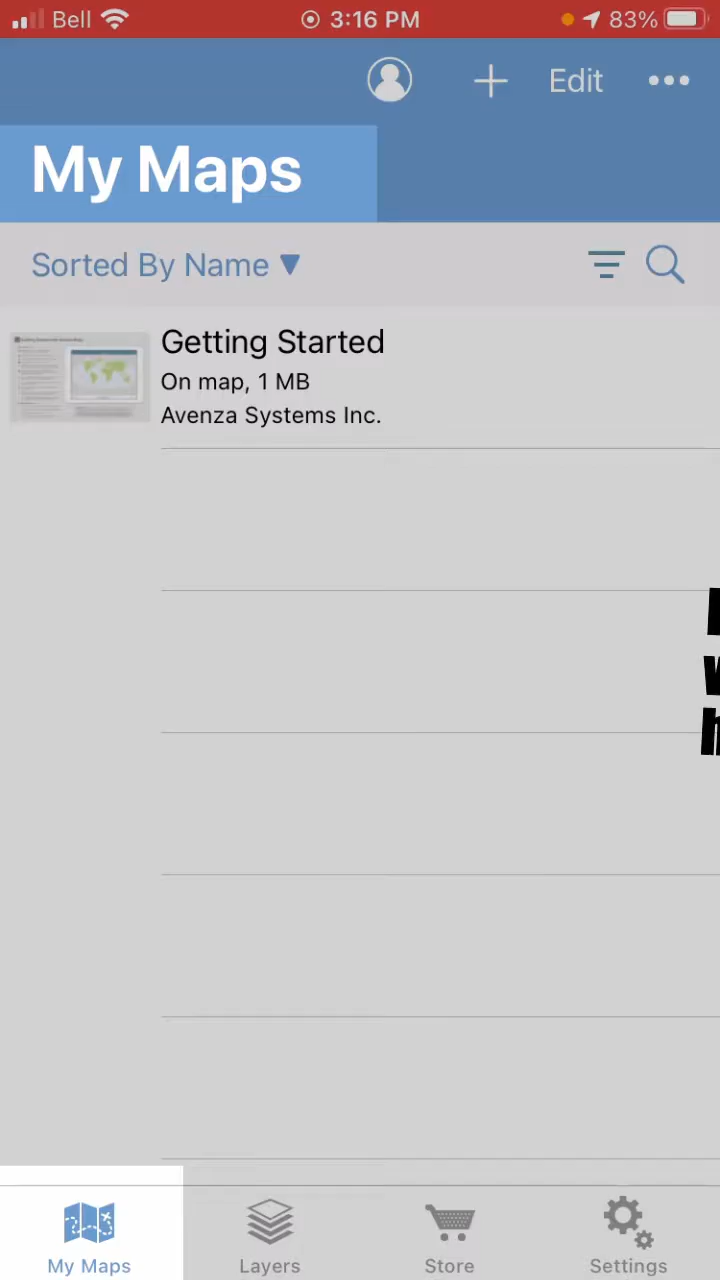 Bell 3:16 PM 83%
Edit
My Maps
Sorted By Name ▼
Getting Started
On map, 1 MB
Avenza Systems Inc.
My Maps Layers Store Settings